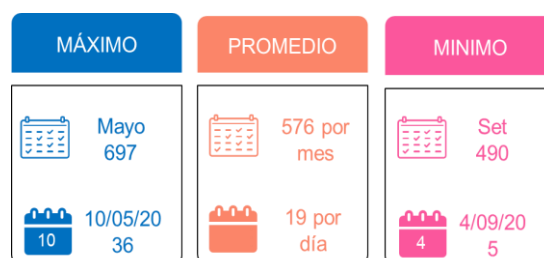 MÁXIMO
Mayo
697
10
10/05/20
36
PROMEDIO
576 por
mes
19 por
día
MINIMO
Set
490
4
4/09/20
5